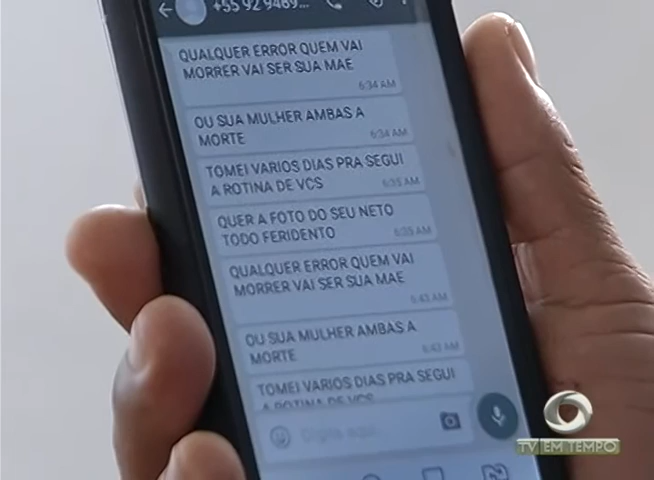 +55 92 9469...
QUALQUER ERROR QUEM VAI
MORRER VAI SER SUA MAE
6:34 AM
OU SUA MULHER AMBAS A
MORTE
6:34 AM
TOMEI VARIOS DIAS PRA SEGUI
A ROTINA DE VCS
6:35 AM
QUER A FOTO DO SEU NETO
TODO FERIDENTO
6:35 AM
QUALQUER ERROR QUEM VAI
MORRER VAI SER SUA MAE
6:43 AM
OU SUA MULHER AMBAS A
MORTE
6:43 AM
TOMEI VARIOS DIAS PRA SEGUI
A ROTINA DE VCS
Digite aqui...
TV EM TEMPO